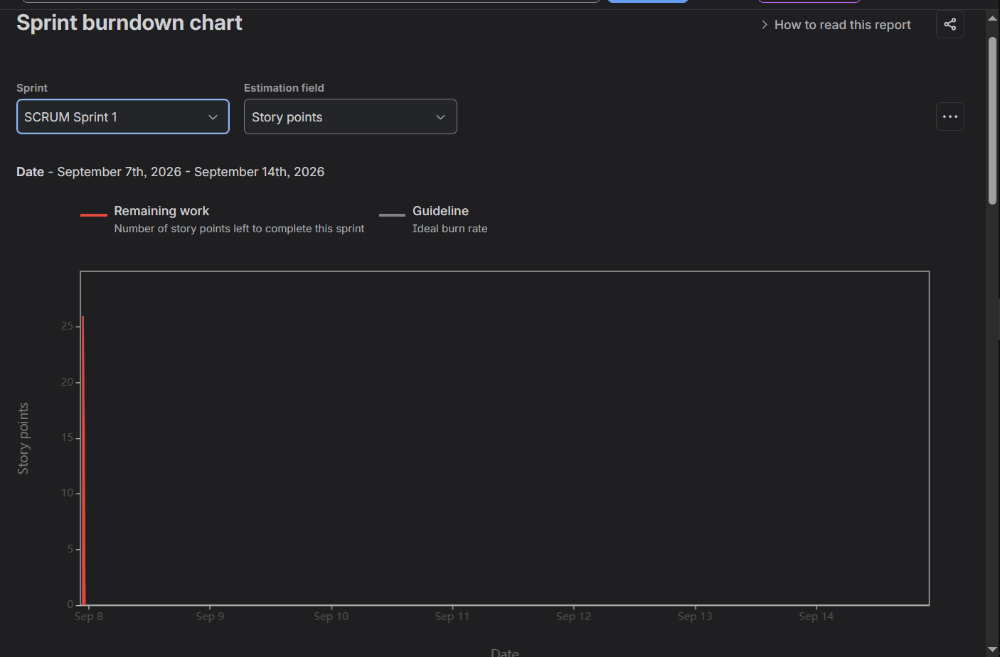 Sprint burndown chart
How to read this report
Sprint
Estimation field
SCRUM Sprint 1
Story points
Date - September 7th, 2026 - September 14th, 2026
Remaining work
Number of story points left to complete this sprint
Guideline
Ideal burn rate
Story points
25
20
15
10
5
0
Sep 8
Sep 9
Sep 10
Sep 11
Sep 12
Sep 13
Sep 14
Date